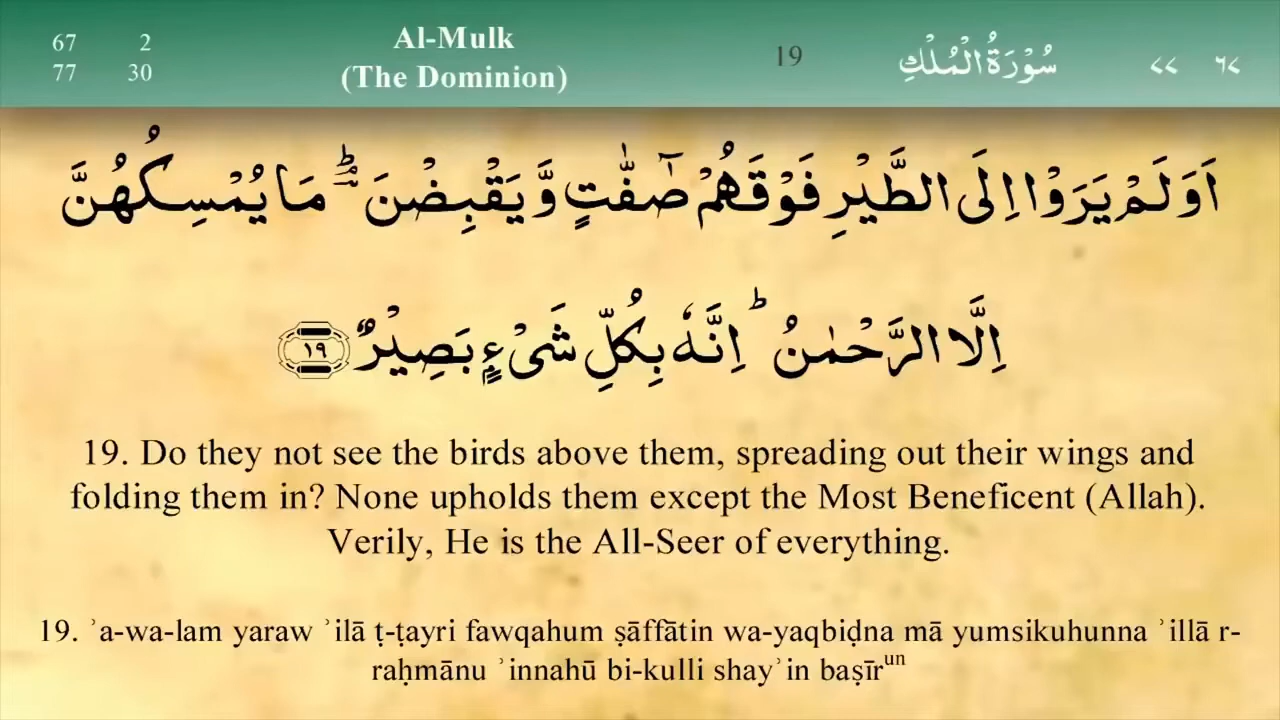 67 2
77 30
Al-Mulk
(The Dominion)
19
سُوْرَةُ الْمُلْكِ
٧٧ ٦٧
اَوَلَمْ يَرَوْا اِلَى الطَّيْرِ فَوْقَهُمْ صٰٓفّٰتٍ وَّيَقْبِضْنَ ؔؕ مَا يُمْسِكُهُنَّ
اِلَّا الرَّحْمٰنُ ؕ اِنَّهٗ بِكُلِّ شَیْءٍۭ بَصِيْرٌ ١٩
19. Do they not see the birds above them, spreading out their wings and
folding them in? None upholds them except the Most Beneficent (Allah).
Verily, He is the All-Seer of everything.
19. ʾa-wa-lam yaraw ʾilā ṭ-ṭayri fawqahum ṣāffātin wa-yaqbiḍna mā yumsikuhunna ʾillā r-
raḥmānu ʾinnahū bi-kulli shayʾin baṣīrun